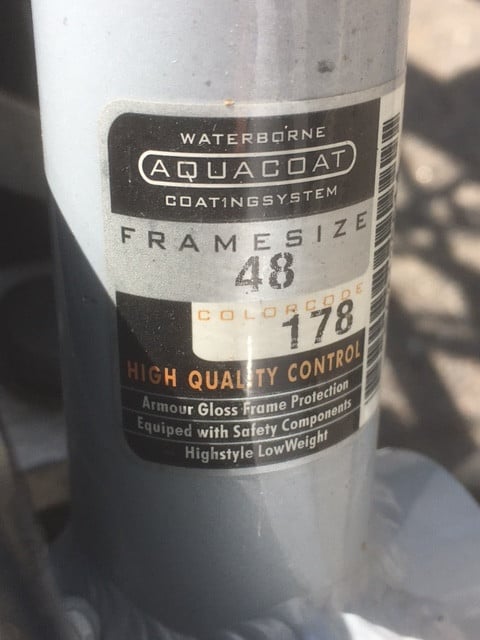 WATERBORNE
AQUACOAT
COAT1NGSYSTEM
FRAMESIZE
48
COLORCODE
178
HIGH QUALITY CONTROL
Armour Gloss Frame Protection
Equiped with Safety Components
Highstyle LowWeight